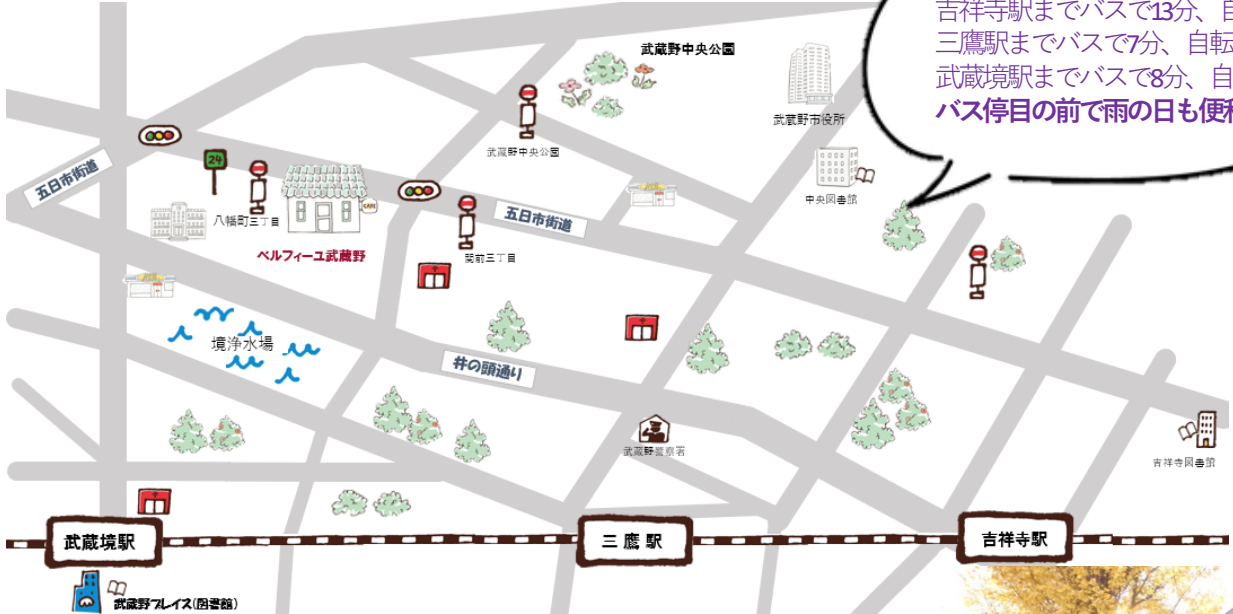 吉祥寺駅までバスで13分、自
三鷹駅までバスで7分、自転
武蔵境駅までバスで8分、自
バス停目の前で雨の日も便利
武蔵野中央公園
武蔵野市役所
武蔵野中央公園
24
五日市街道
八幡町三丁目
CAFE
中央図書館
五日市街道
ベルフィーユ武蔵野
関前三丁目
境浄水場
井の頭通り
武蔵野警察署
吉祥寺図書館
武蔵境駅
三鷹駅
吉祥寺駅
武蔵野プレイス(図書館)